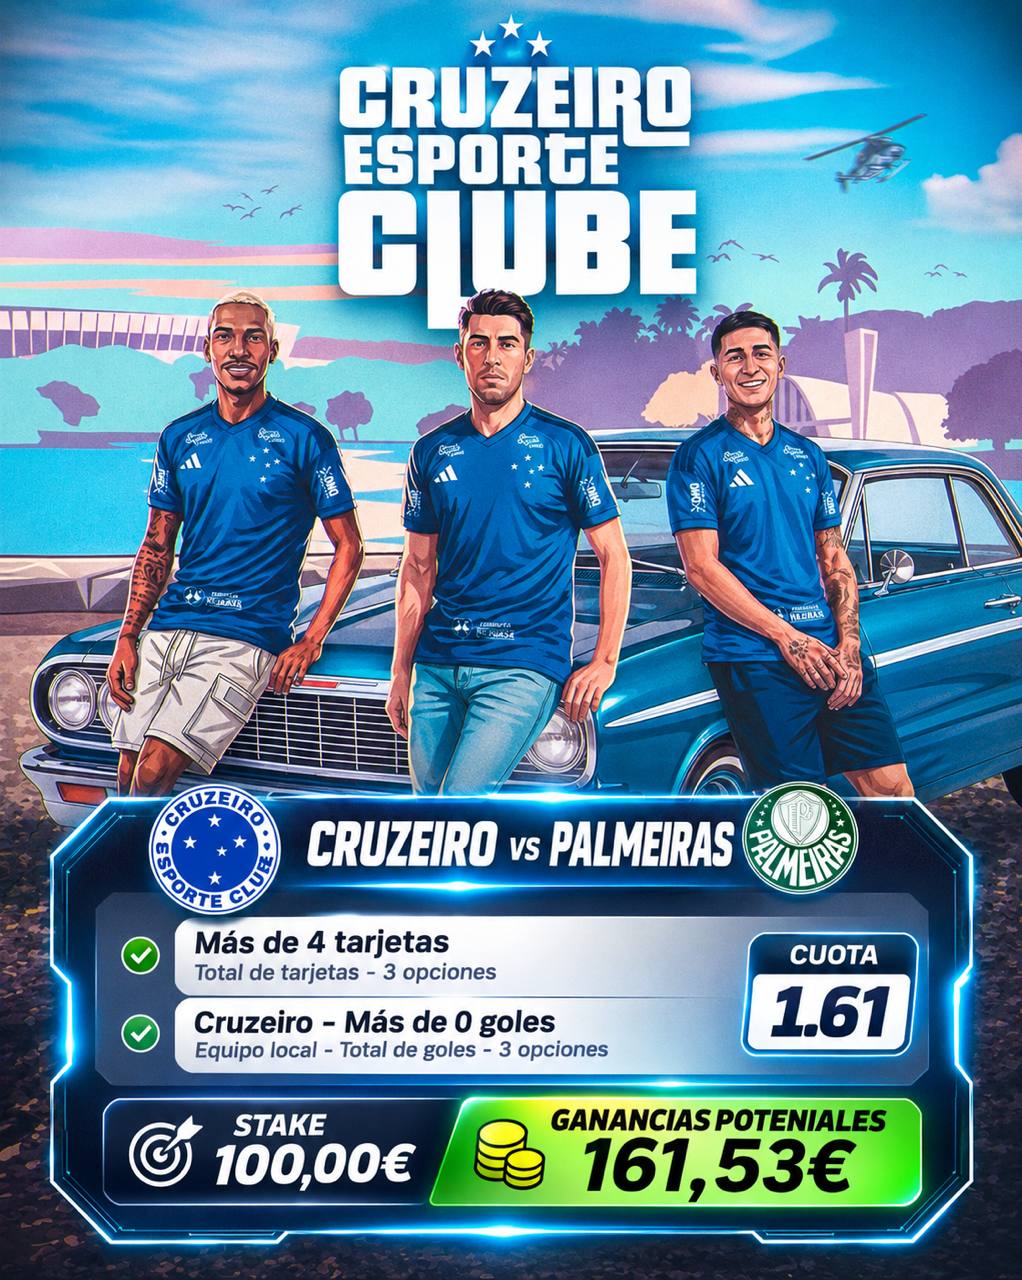 CRUZEIRO
ESPORTE
CLUBE
CRUZEIRO
ESPORTE CLUBE
CRUZEIRO vs PALMEIRAS
P
PALMEIRAS
Más de 4 tarjetas
Total de tarjetas - 3 opciones
Cruzeiro - Más de 0 goles
Equipo local - Total de goles - 3 opciones
CUOTA
1.61
STAKE
100,00€
GANANCIAS POTENIALES
161,53€